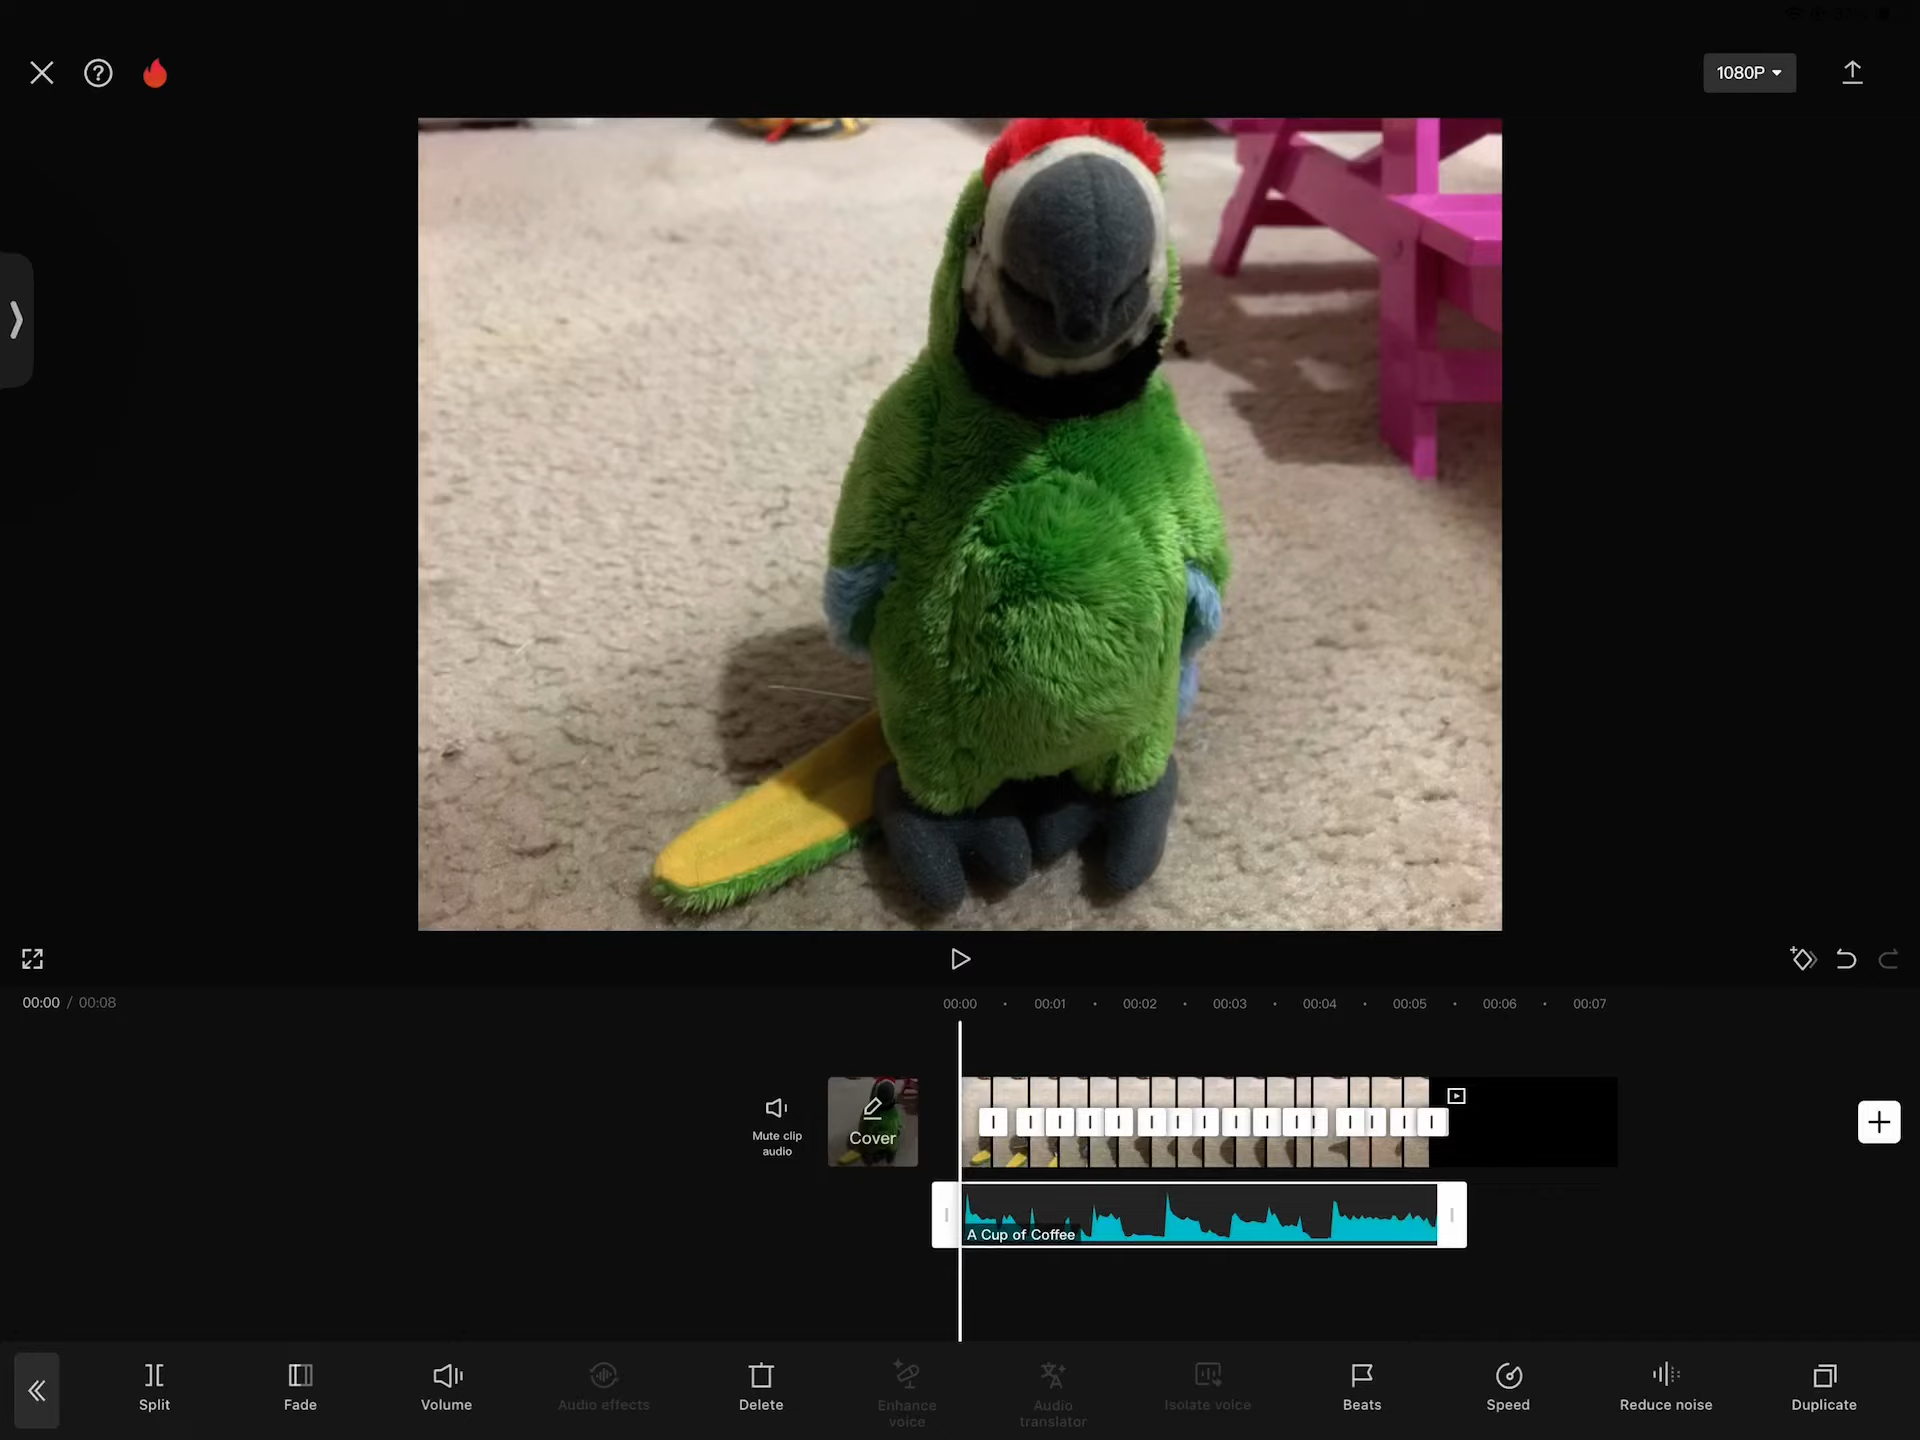 1080P
00:00 / 00:08
00:00 00:01 00:02 00:03 00:04 00:05 00:06 00:07
Mute clip
audio
Cover
A Cup of Coffee
Split
Fade
Volume
Audio effects
Delete
Enhance
voice
Audio
translator
Isolate voice
Beats
Speed
Reduce noise
Duplicate